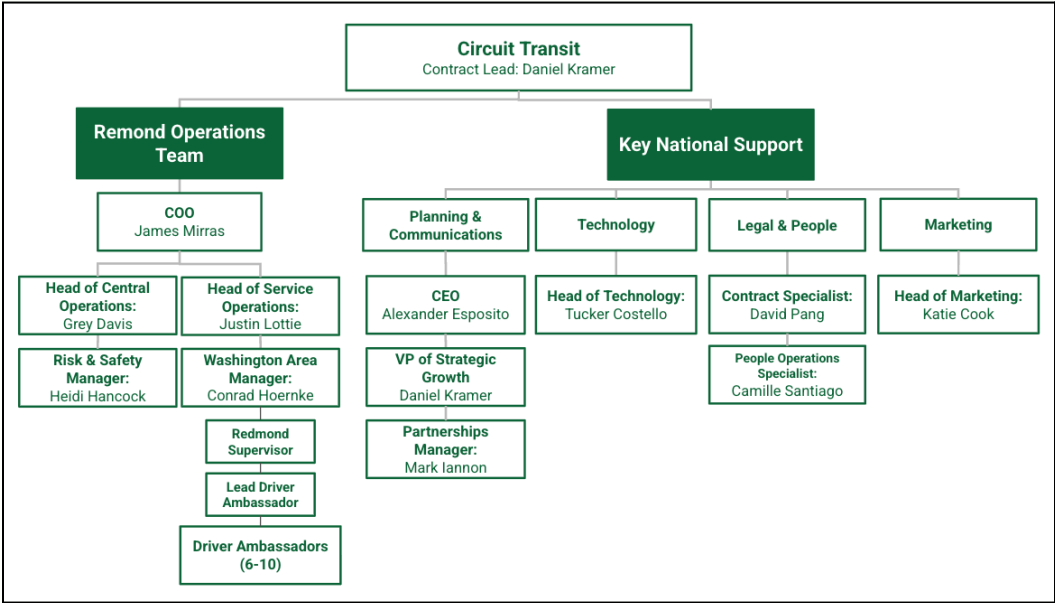 Circuit Transit
Contract Lead: Daniel Kramer
Remond Operations
Team
Key National Support
COO
James Mirras
Head of Central
Operations:
Grey Davis
Risk & Safety
Manager:
Heidi Hancock
Head of Service
Operations:
Justin Lottie
Washington Area
Manager:
Conrad Hoernke
Redmond
Supervisor
Lead Driver
Ambassador
Driver Ambassadors
(6-10)
Planning &
Communications
CEO
Alexander Esposito
VP of Strategic
Growth
Daniel Kramer
Partnerships
Manager:
Mark Iannon
Technology
Head of Technology:
Tucker Costello
Legal & People
Contract Specialist:
David Pang
People Operations
Specialist:
Camille Santiago
Marketing
Head of Marketing:
Katie Cook